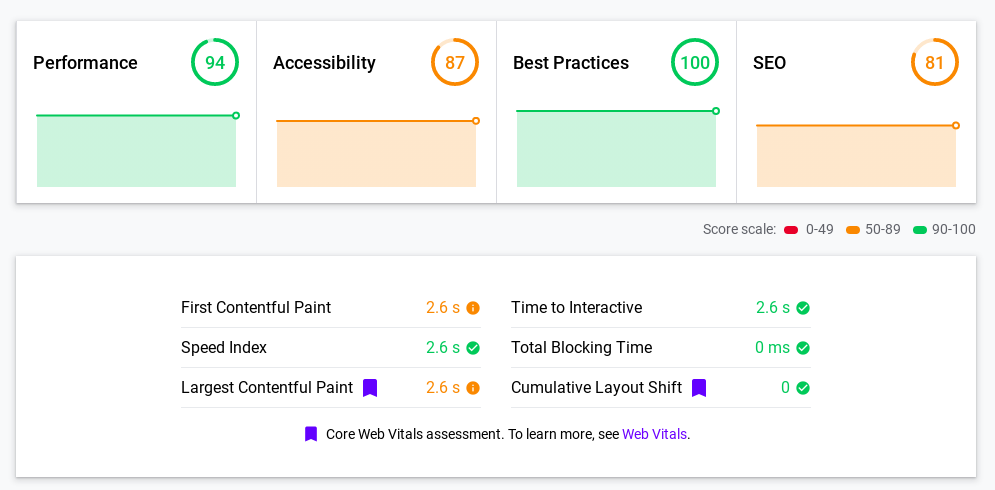 Performance 94 Accessibility 87 Best Practices 100 SEO 81
Score scale: 0-49 50-89 90-100
First Contentful Paint 2.6 s Time to Interactive 2.6 s
Speed Index 2.6 s Total Blocking Time 0 ms
Largest Contentful Paint 2.6 s Cumulative Layout Shift 0
Core Web Vitals assessment. To learn more, see Web Vitals.